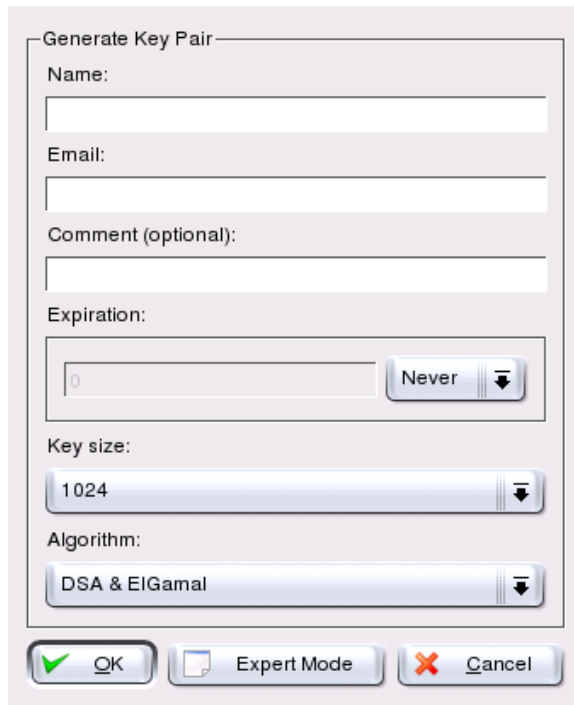 Generate Key Pair
Name:
Email:
Comment (optional):
Expiration:
0 Never
Key size:
1024
Algorithm:
DSA & ElGamal
OK Expert Mode Cancel